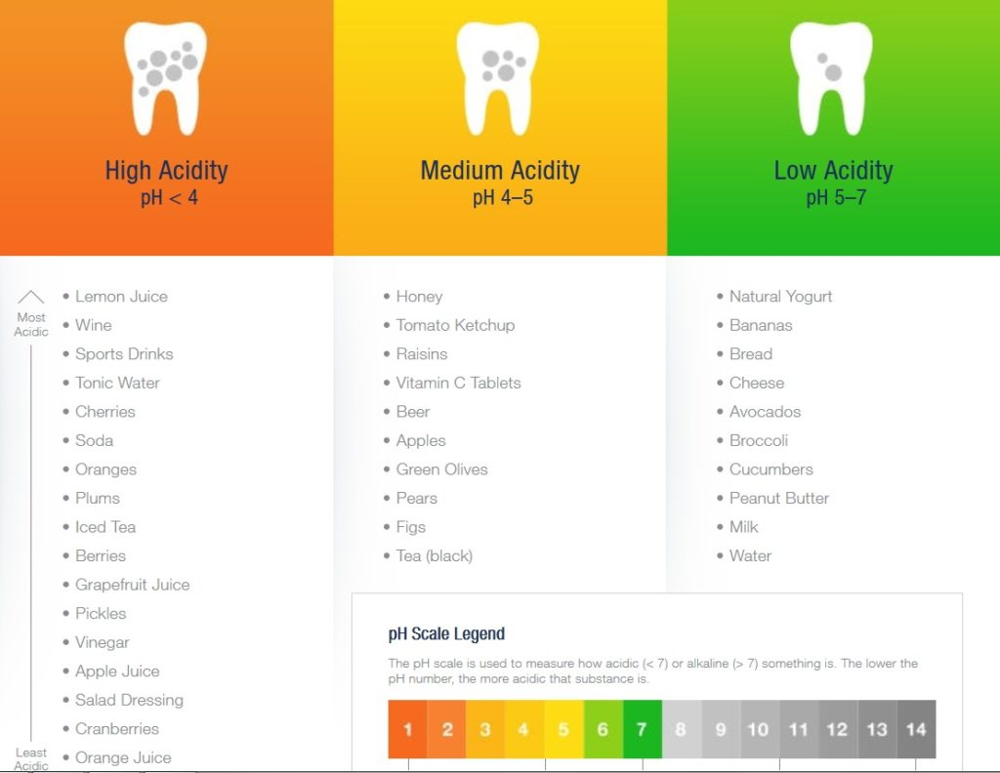 High Acidity
pH < 4
Medium Acidity
pH 4–5
Low Acidity
pH 5–7
Most
Acidic
• Lemon Juice
• Wine
• Sports Drinks
• Tonic Water
• Cherries
• Soda
• Oranges
• Plums
• Iced Tea
• Berries
• Grapefruit Juice
• Pickles
• Vinegar
• Apple Juice
• Salad Dressing
• Cranberries
• Orange Juice
Least
Acidic
• Honey
• Tomato Ketchup
• Raisins
• Vitamin C Tablets
• Beer
• Apples
• Green Olives
• Pears
• Figs
• Tea (black)
• Natural Yogurt
• Bananas
• Bread
• Cheese
• Avocados
• Broccoli
• Cucumbers
• Peanut Butter
• Milk
• Water
pH Scale Legend
The pH scale is used to measure how acidic (< 7) or alkaline (> 7) something is. The lower the
pH number, the more acidic that substance is.
1 2 3 4 5 6 7 8 9 10 11 12 13 14